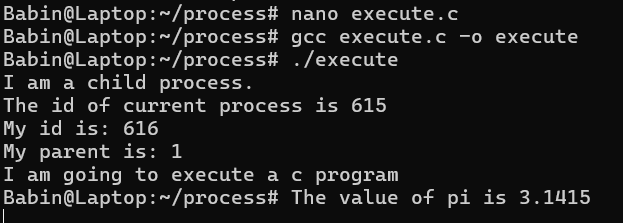 Babin@Laptop:~/process# nano execute.c
Babin@Laptop:~/process# gcc execute.c -o execute
Babin@Laptop:~/process# ./execute
I am a child process.
The id of current process is 615
My id is: 616
My parent is: 1
I am going to execute a c program
Babin@Laptop:~/process# The value of pi is 3.1415